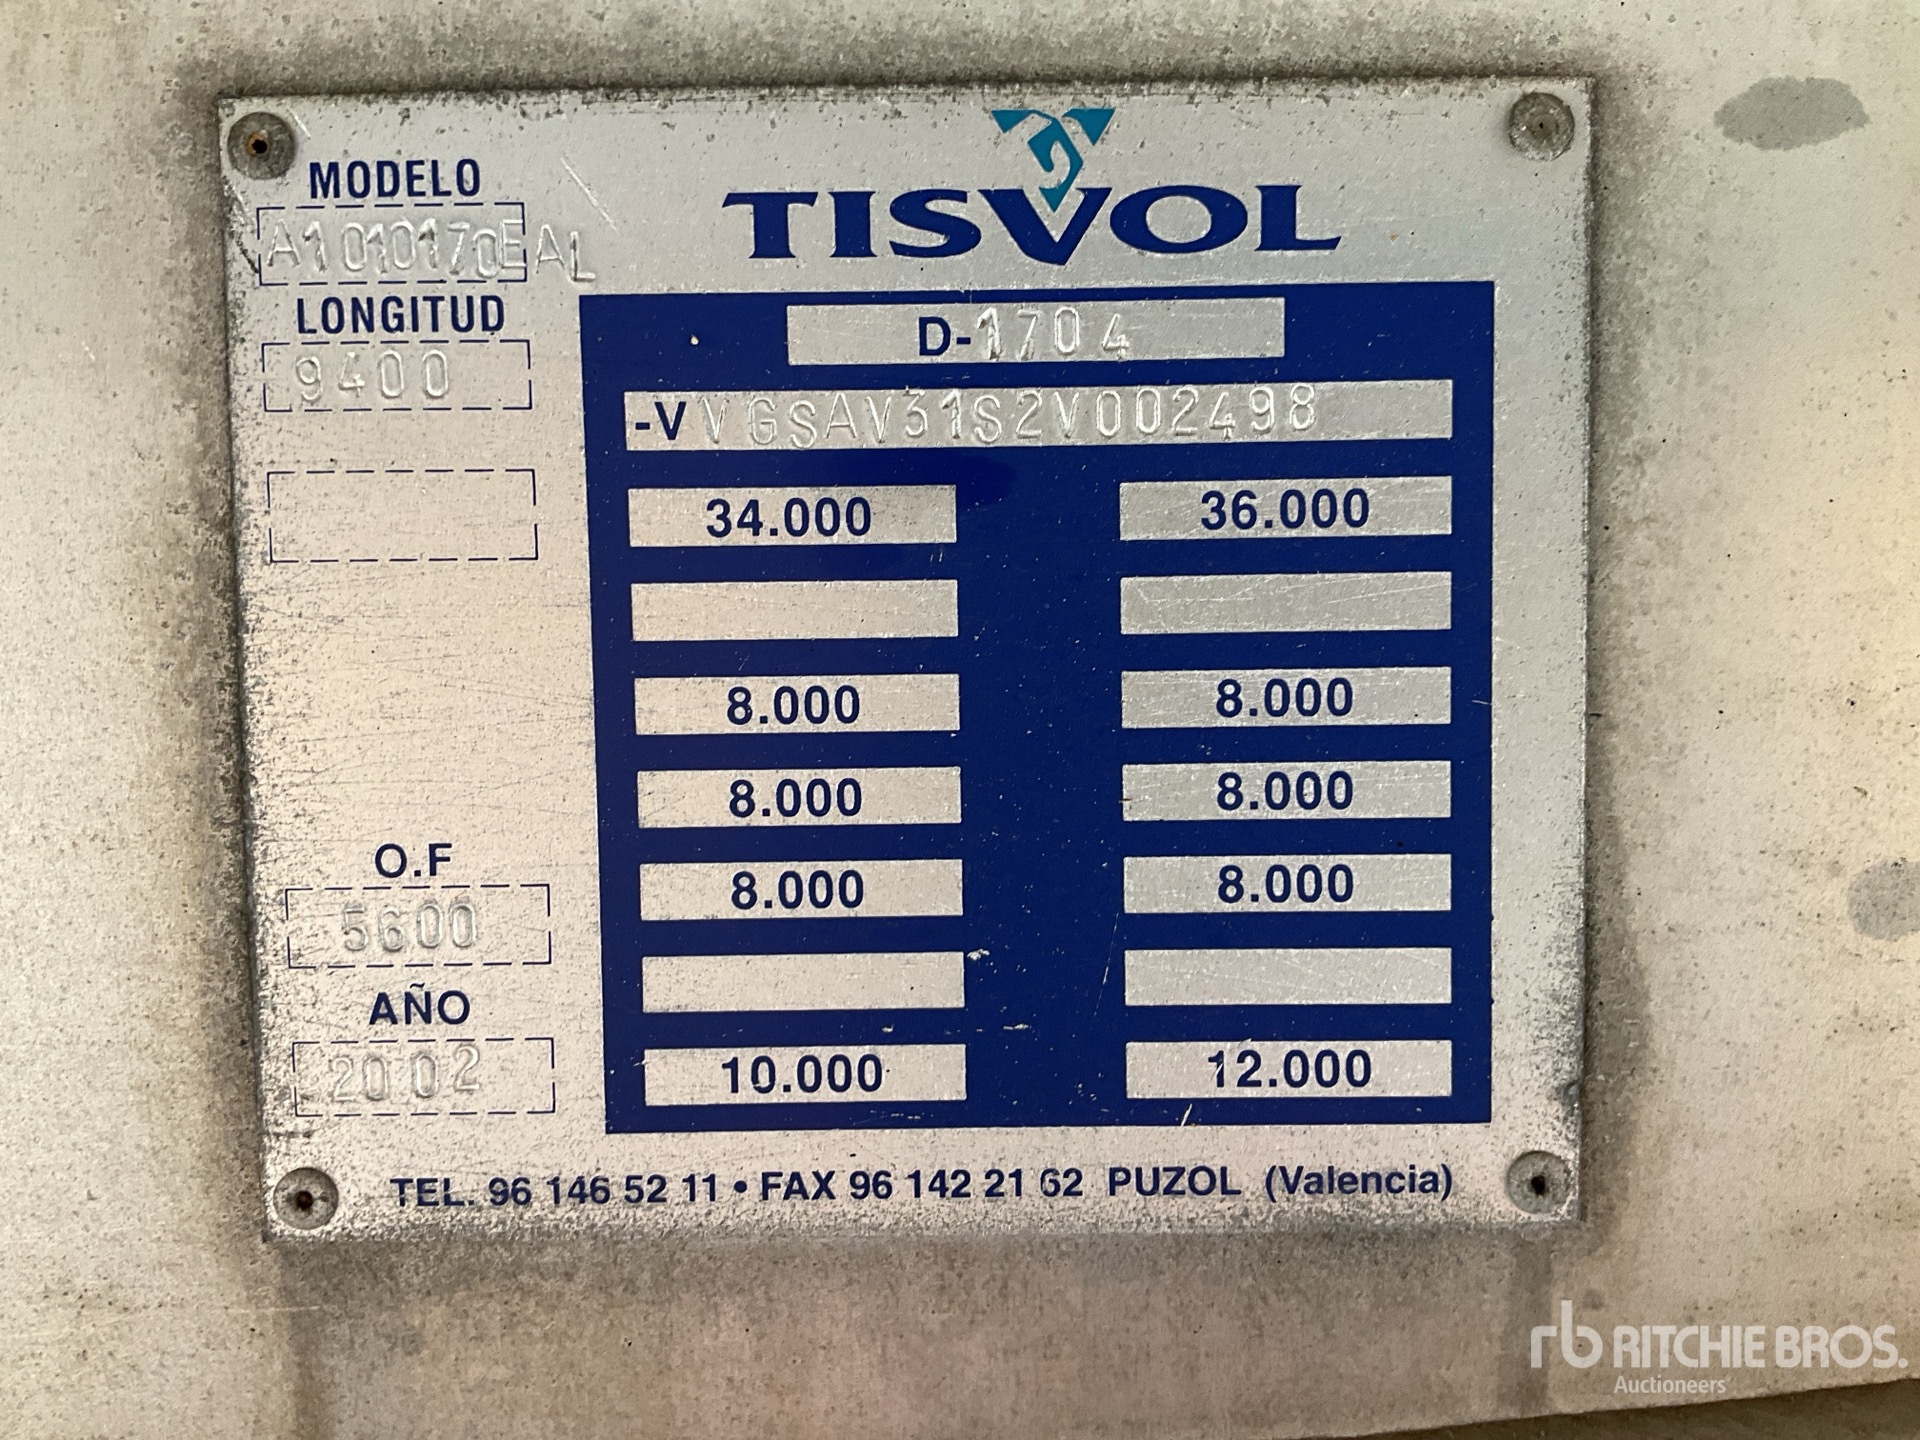 MODELO
A1010170EAL
LONGITUD
9400
O.F
5600
AÑO
2002
TISVOL
D-1704
-V VGSAV31S2V002498
34.000 36.000
8.000 8.000
8.000 8.000
8.000 8.000
10.000 12.000
TEL. 96 146 52 11 • FAX 96 142 21 62 PUZOL (Valencia)
rb RITCHIE BROS.
Auctioneers